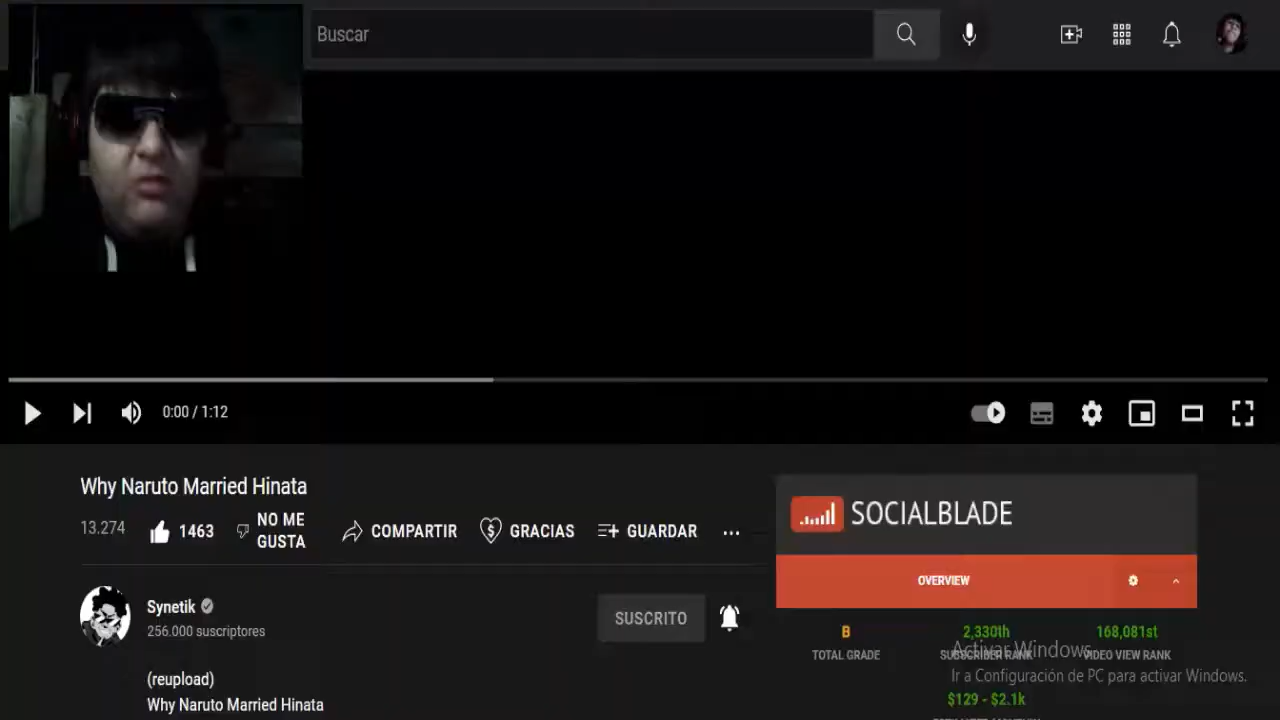 Buscar
0:00 / 1:12
Why Naruto Married Hinata
13.274
1463
NO ME
GUSTA
COMPARTIR
GRACIAS
GUARDAR
...
Synetik
256.000 suscriptores
SUSCRITO
(reupload)
Why Naruto Married Hinata
SOCIALBLADE
OVERVIEW
B
TOTAL GRADE
2,330th
SUBSCRIBER RANK
168,081st
VIDEO VIEW RANK
$129 - $2.1k
Activar Windows
Ir a Configuración de PC para activar Windows.